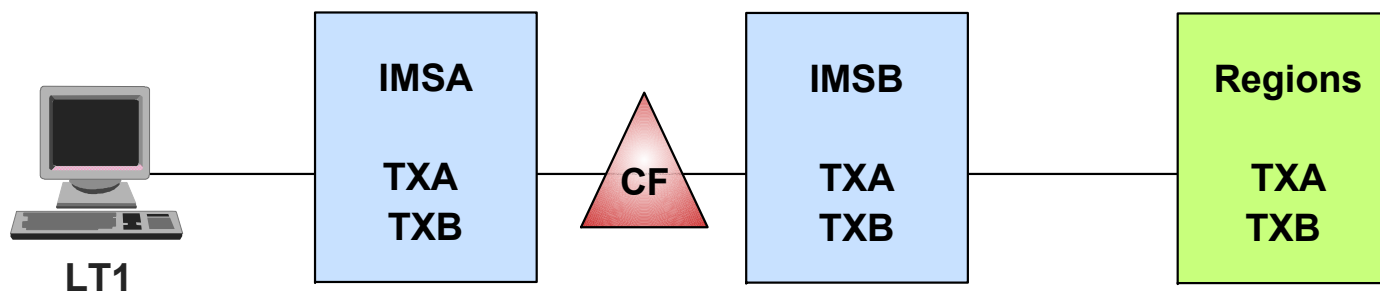 LT1
IMSA
TXA
TXB
CF
IMSB
TXA
TXB
Regions
TXA
TXB